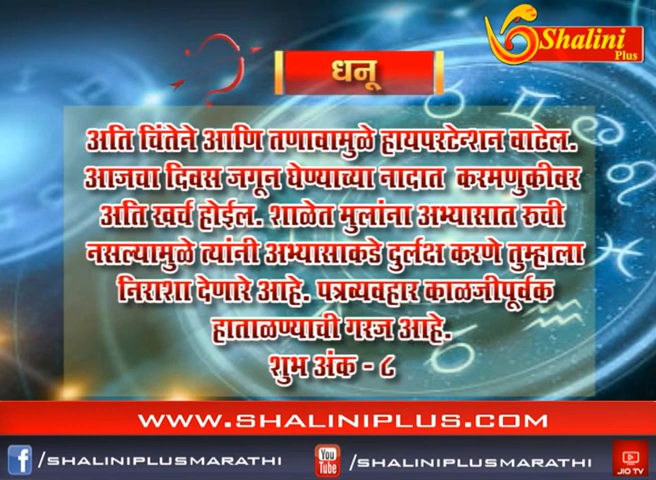 Shalini
Plus
धनू
अति चिंतेने आणि तणावामुळे हायपरटेन्शन वाटेल.
आजचा दिवस जगून घेण्याच्या नादात करमणुकीवर
अति खर्च होईल. शाळेत मुलांना अभ्यासात रूची
नसल्यामुळे त्यांनी अभ्यासाकडे दुर्लक्ष करणे तुम्हाला
निराशा देणारे आहे. पत्रव्यवहार काळजीपूर्वक
हाताळण्याची गरज आहे.
शुभ अंक - ८
WWW.SHALINIPLUS.COM
/SHALINIPLUSMARATHI
You
Tube
/SHALINIPLUSMARATHI
JIO TV